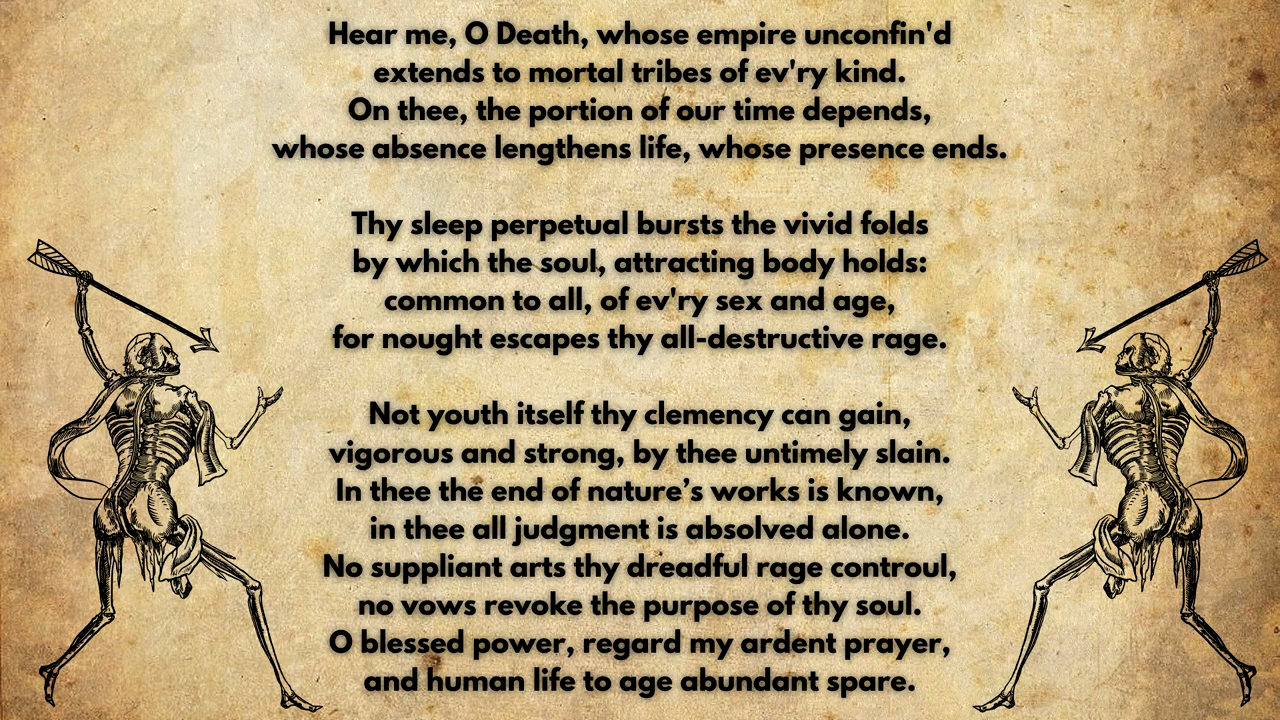 Hear me, O Death, whose empire unconfin'd
extends to mortal tribes of ev'ry kind.
On thee, the portion of our time depends,
whose absence lengthens life, whose presence ends.
Thy sleep perpetual bursts the vivid folds
by which the soul, attracting body holds:
common to all, of ev'ry sex and age,
for nought escapes thy all-destructive rage.
Not youth itself thy clemency can gain,
vigorous and strong, by thee untimely slain.
In thee the end of nature’s works is known,
in thee all judgment is absolved alone.
No suppliant arts thy dreadful rage controul,
no vows revoke the purpose of thy soul.
O blessed power, regard my ardent prayer,
and human life to age abundant spare.